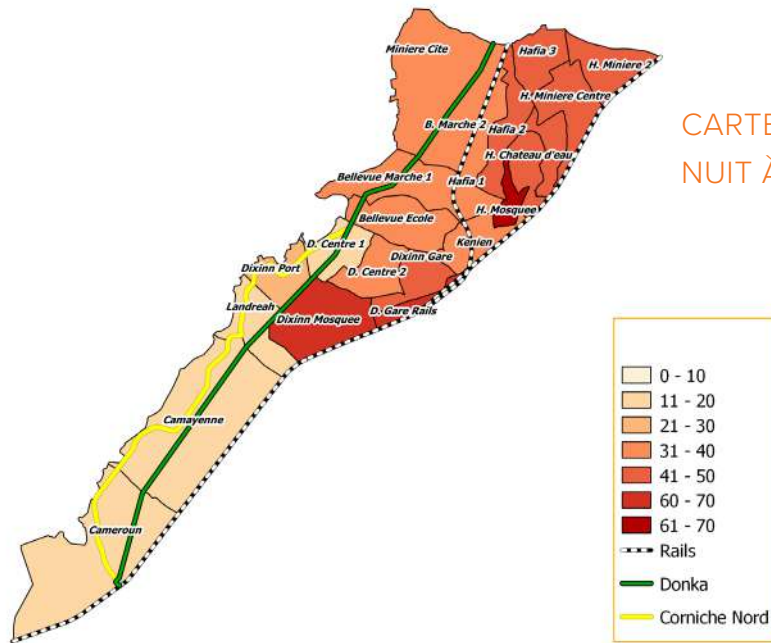 Miniere Cite
Hafia 3
H. Miniere 2
H. Miniere Centre
B. Marche 2
Hafia 2
H. Chateau d'eau
Bellevue Marche 1
Hafia 1
H. Mosquee
Bellevue Ecole
Kenien
D. Centre 1
Dixinn Gare
Dixinn Port
D. Centre 2
Landreah
D. Gare Rails
Dixinn Mosquee
Camayenne
Cameroun
CARTE
NUIT À
0 - 10
11 - 20
21 - 30
31 - 40
41 - 50
60 - 70
61 - 70
Rails
Donka
Corniche Nord